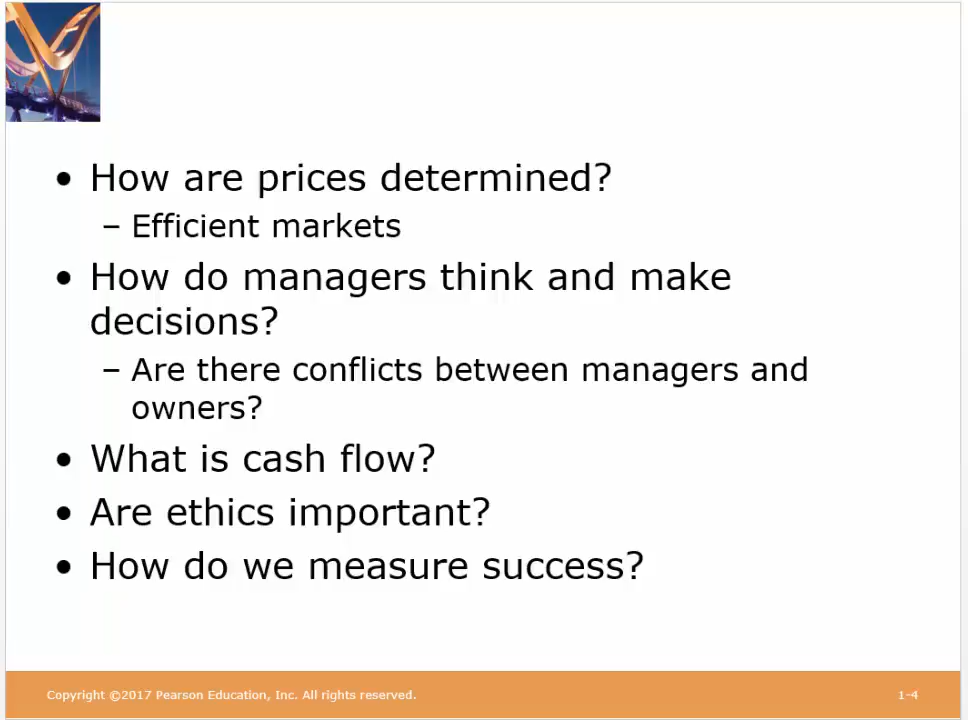 • How are prices determined?
– Efficient markets
• How do managers think and make
decisions?
– Are there conflicts between managers and
owners?
• What is cash flow?
• Are ethics important?
• How do we measure success?
Copyright ©2017 Pearson Education, Inc. All rights reserved. 1-4